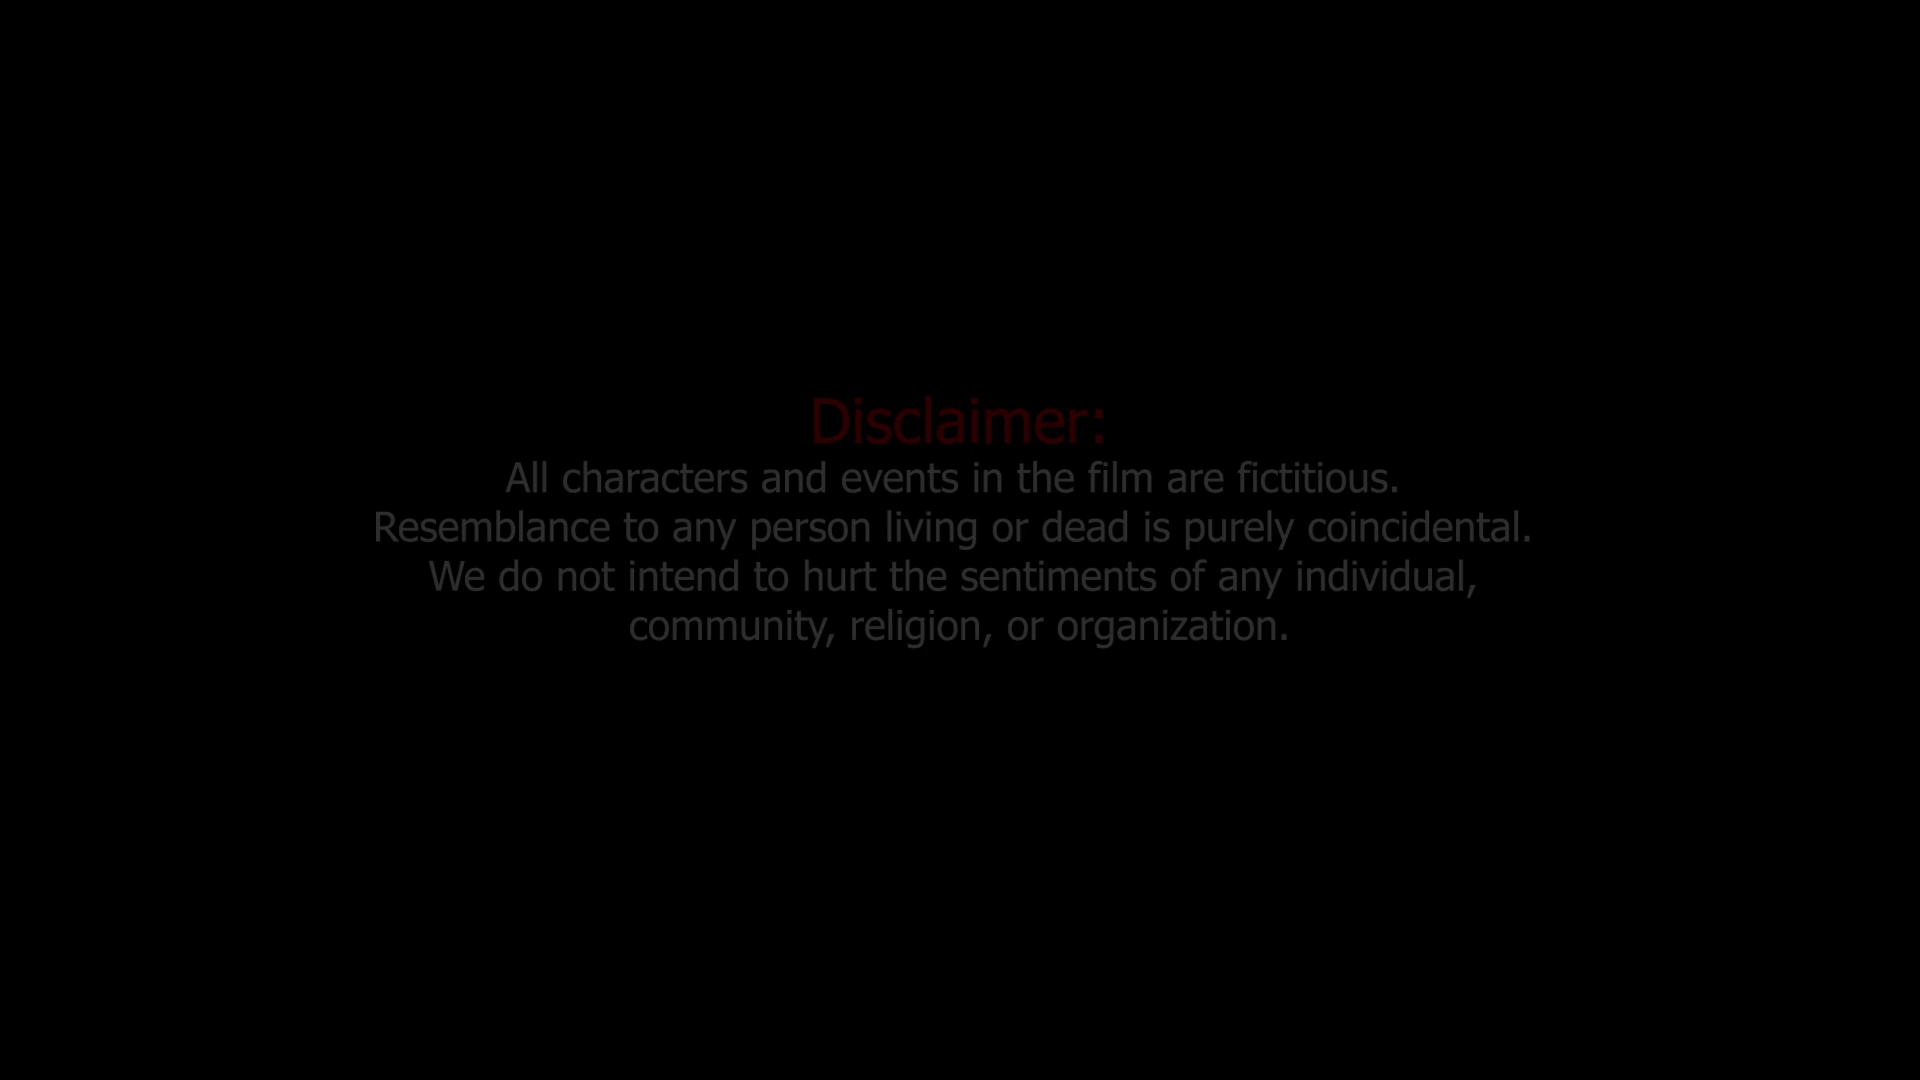 Disclaimer:
All characters and events in the film are fictitious.
Resemblance to any person living or dead is purely coincidental.
We do not intend to hurt the sentiments of any individual,
community, religion, or organization.